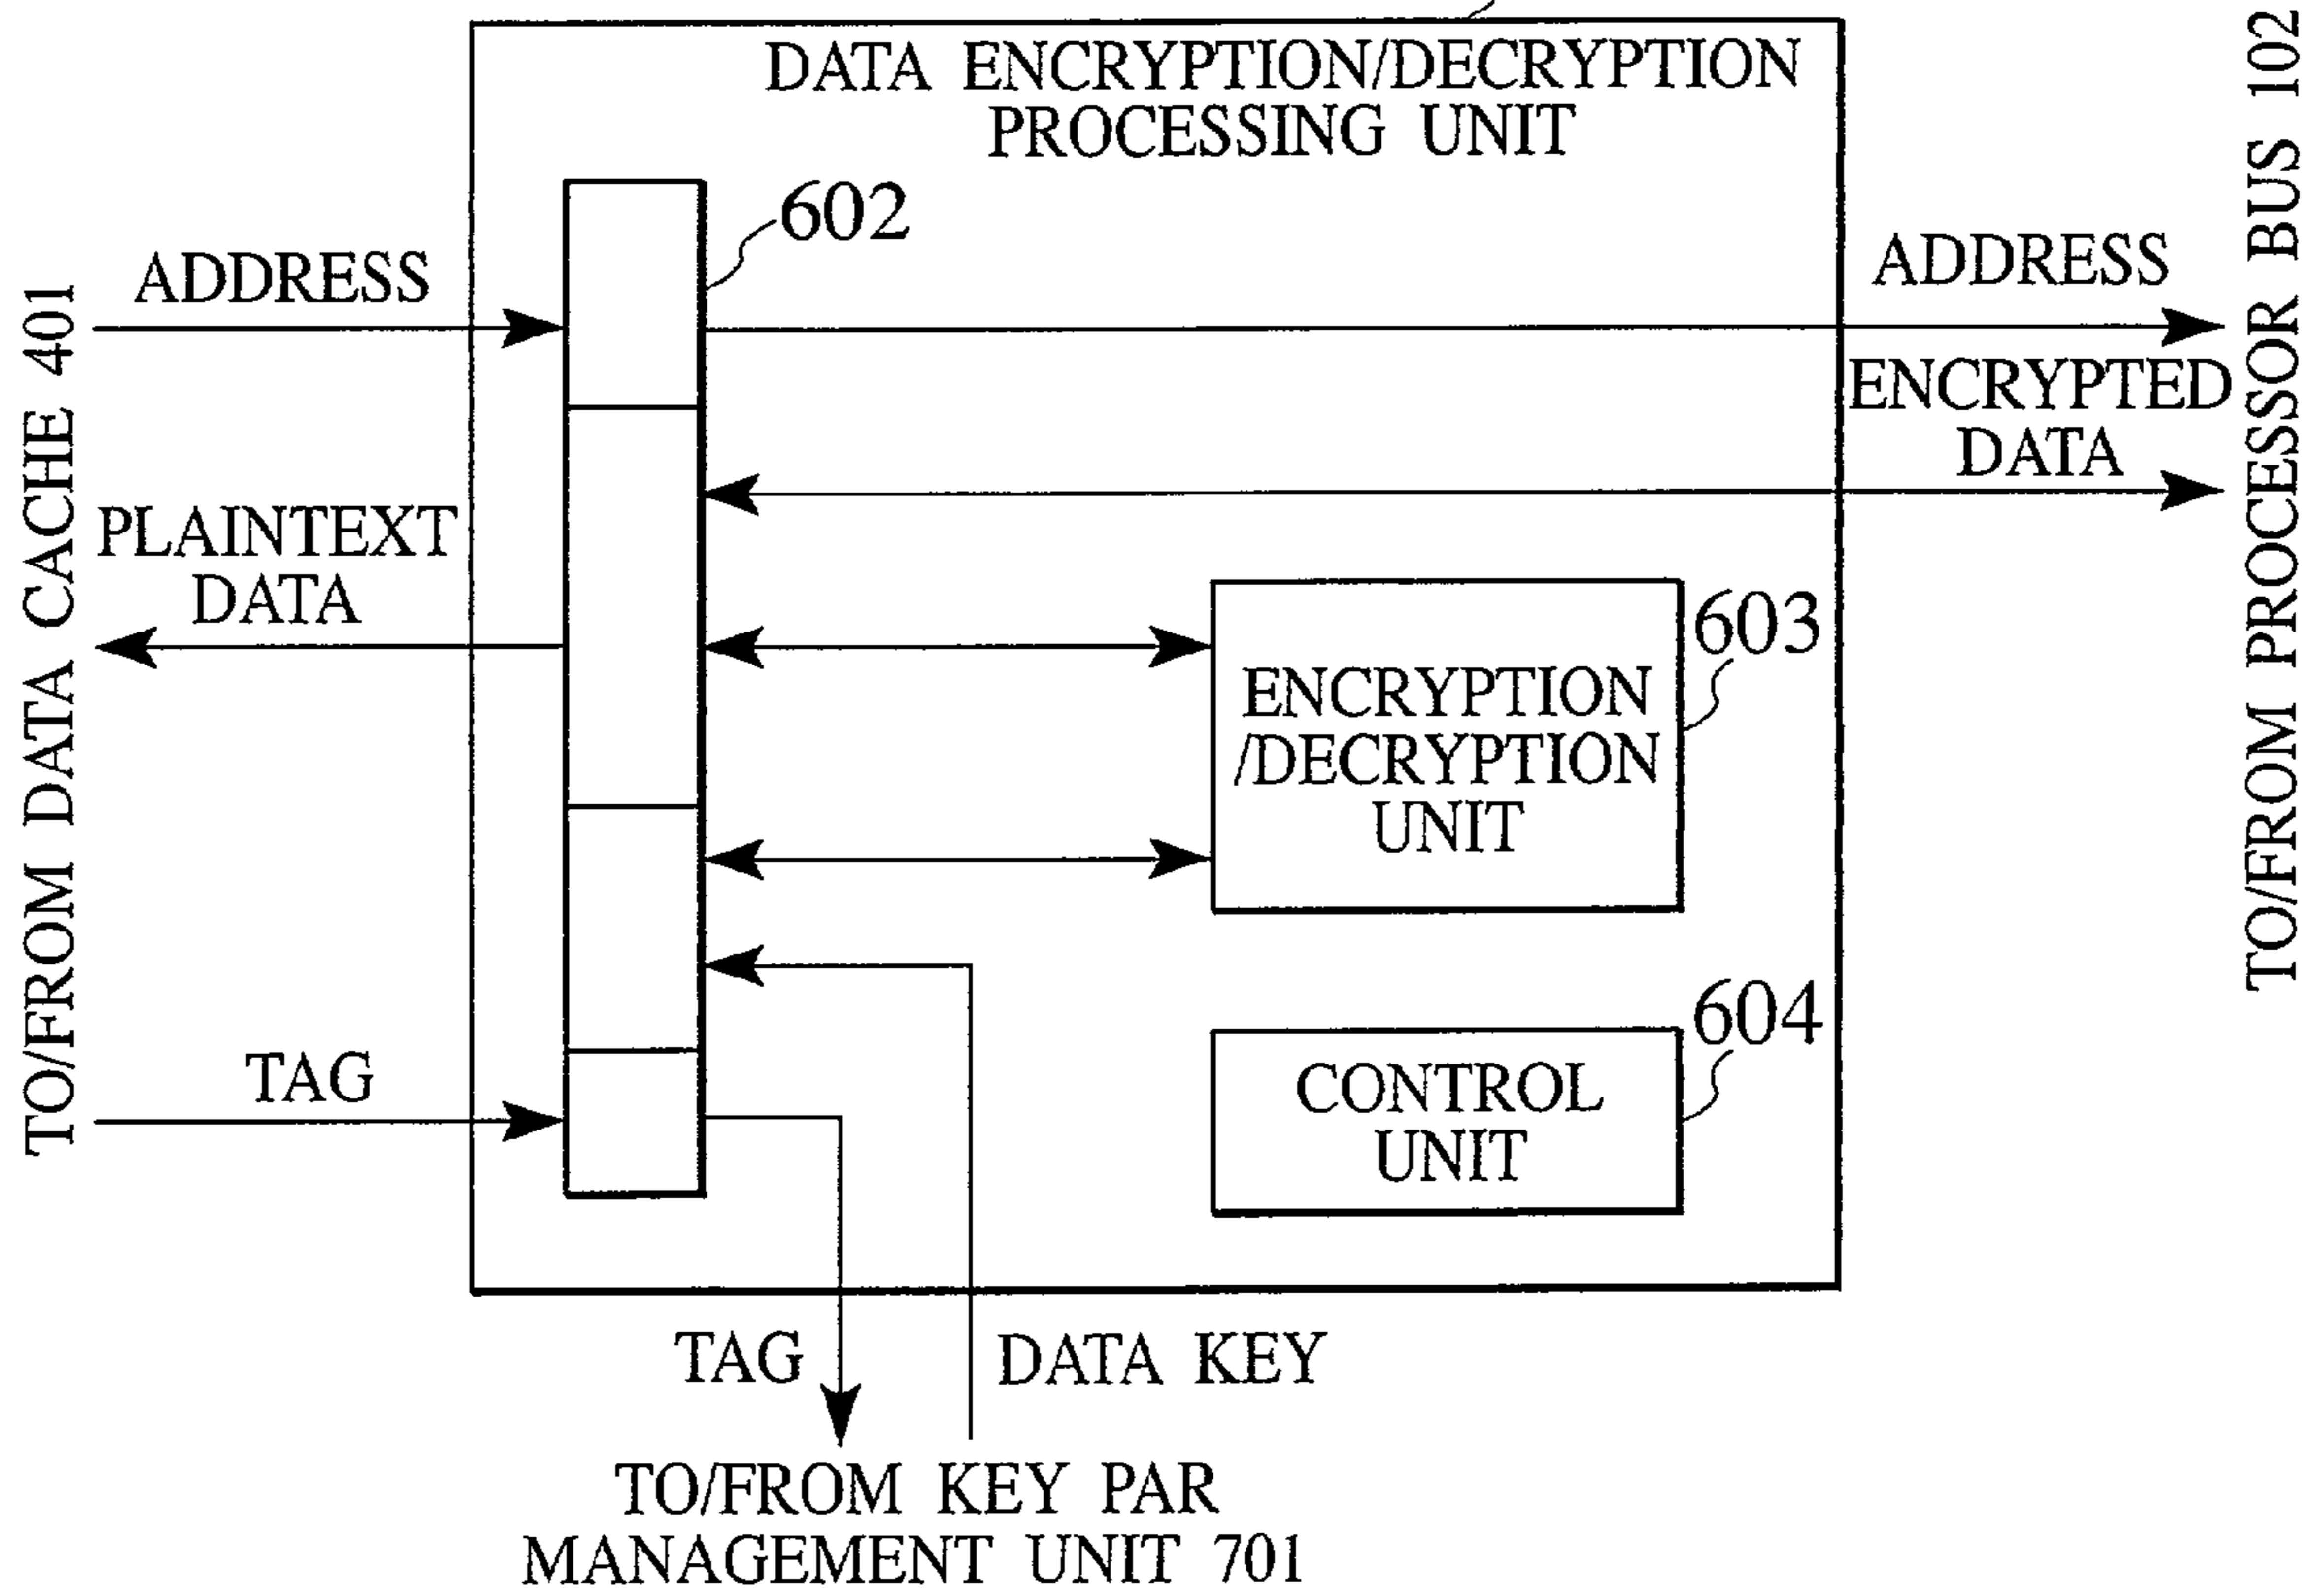 DATA ENCRYPTION/DECRYPTION
PROCESSING UNIT
602
ADDRESS
ADDRESS
ENCRYPTED
DATA
PLAINTEXT
DATA
603
ENCRYPTION
/DECRYPTION
UNIT
604
CONTROL
UNIT
TAG
TAG
DATA KEY
TO/FROM KEY PAR
MANAGEMENT UNIT 701
TO/FROM DATA CACHE 401
TO/FROM PROCESSOR BUS 102